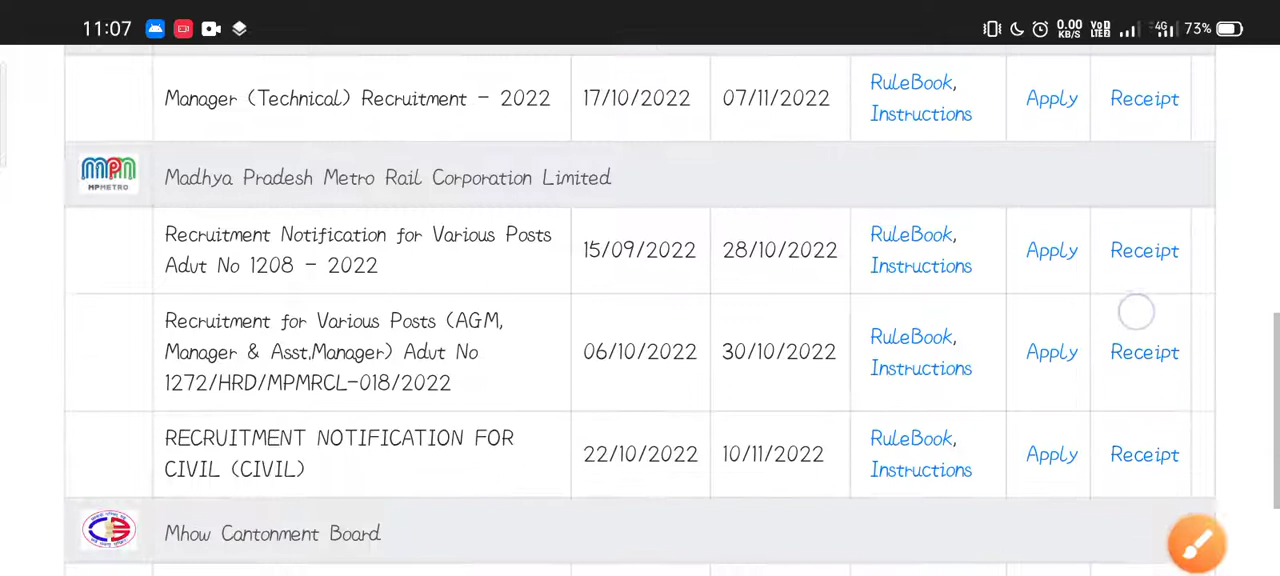 11:07 0.00 KB/S VoD LTE 4G 73%
Manager (Technical) Recruitment - 2022 17/10/2022 07/11/2022 RuleBook, Instructions Apply Receipt
MPMETRO Madhya Pradesh Metro Rail Corporation Limited
Recruitment Notification for Various Posts
Advt No 1208 - 2022
15/09/2022 28/10/2022 RuleBook,
Instructions
Apply Receipt
Recruitment for Various Posts (AGM,
Manager & Asst.Manager) Advt No
1272/HRD/MPMRCL-018/2022
06/10/2022 30/10/2022 RuleBook,
Instructions
Apply Receipt
RECRUITMENT NOTIFICATION FOR
CIVIL (CIVIL)
22/10/2022 10/11/2022 RuleBook,
Instructions
Apply Receipt
Mhow Cantonment Board